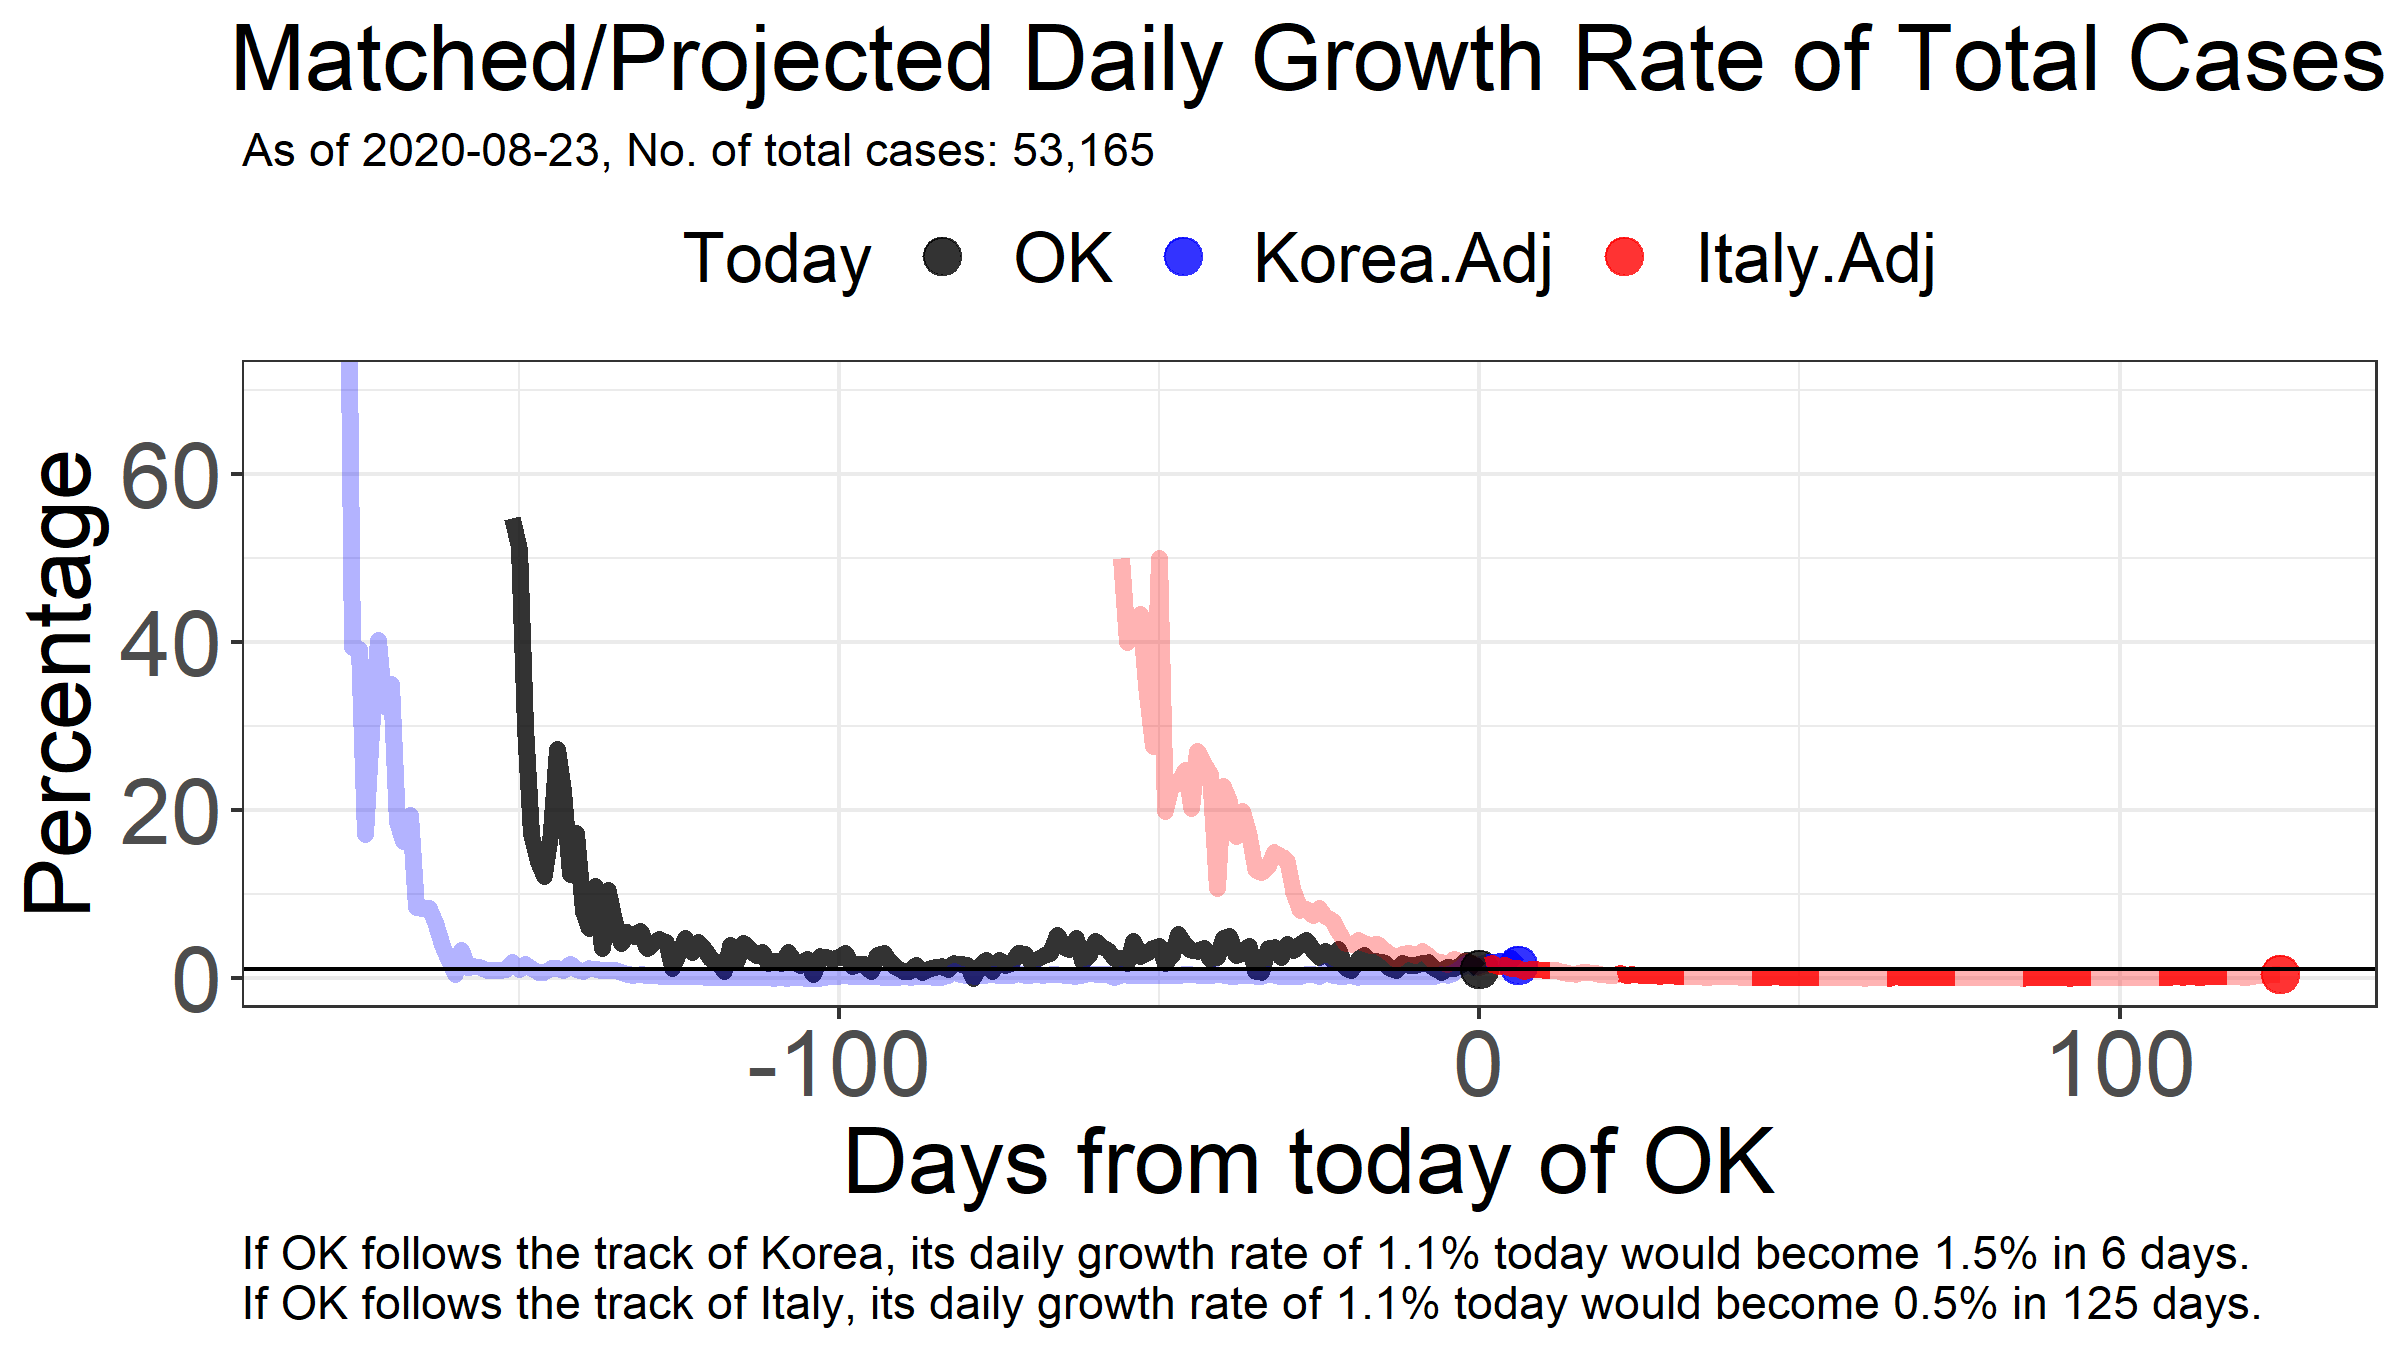 Matched/Projected Daily Growth Rate of Total Cases
As of 2020-08-23, No. of total cases: 53,165
Today OK Korea.Adj Italy.Adj
Percentage
60
40
20
0
-100 0 100
Days from today of OK
If OK follows the track of Korea, its daily growth rate of 1.1% today would become 1.5% in 6 days.
If OK follows the track of Italy, its daily growth rate of 1.1% today would become 0.5% in 125 days.